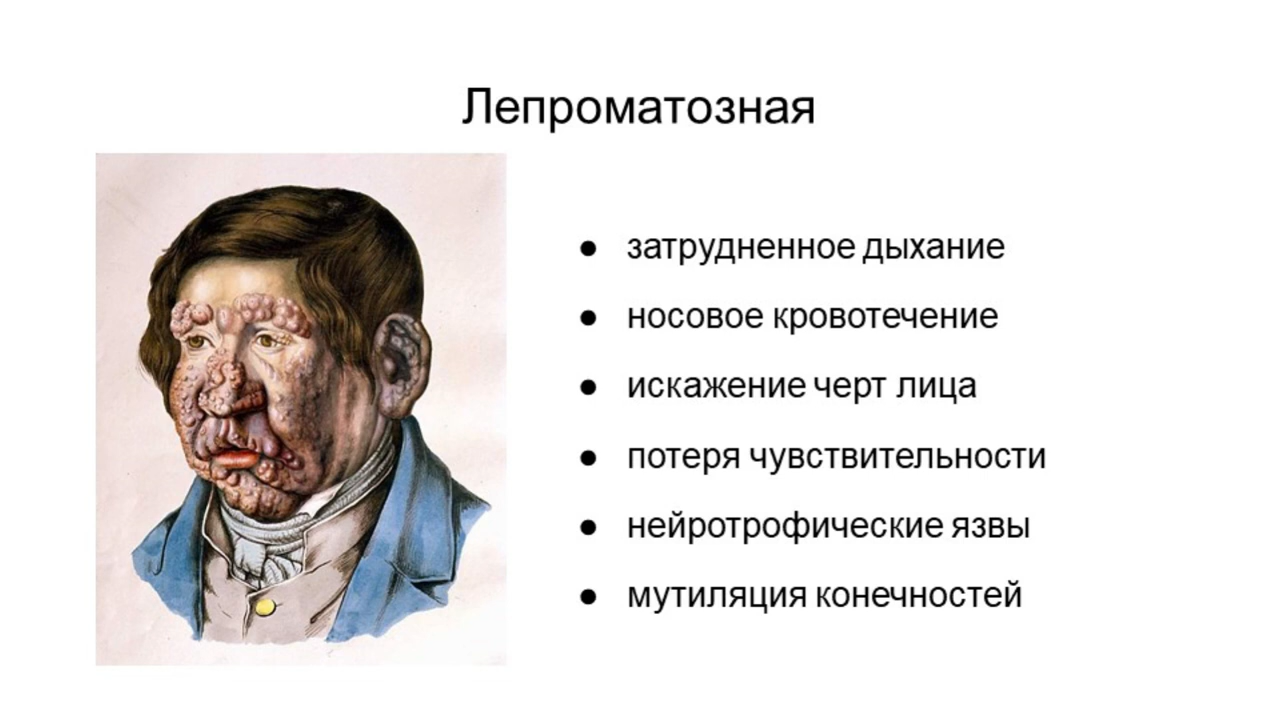 Лепроматозная
● затрудненное дыхание
● носовое кровотечение
● искажение черт лица
● потеря чувствительности
● нейротрофические язвы
● мутиляция конечностей